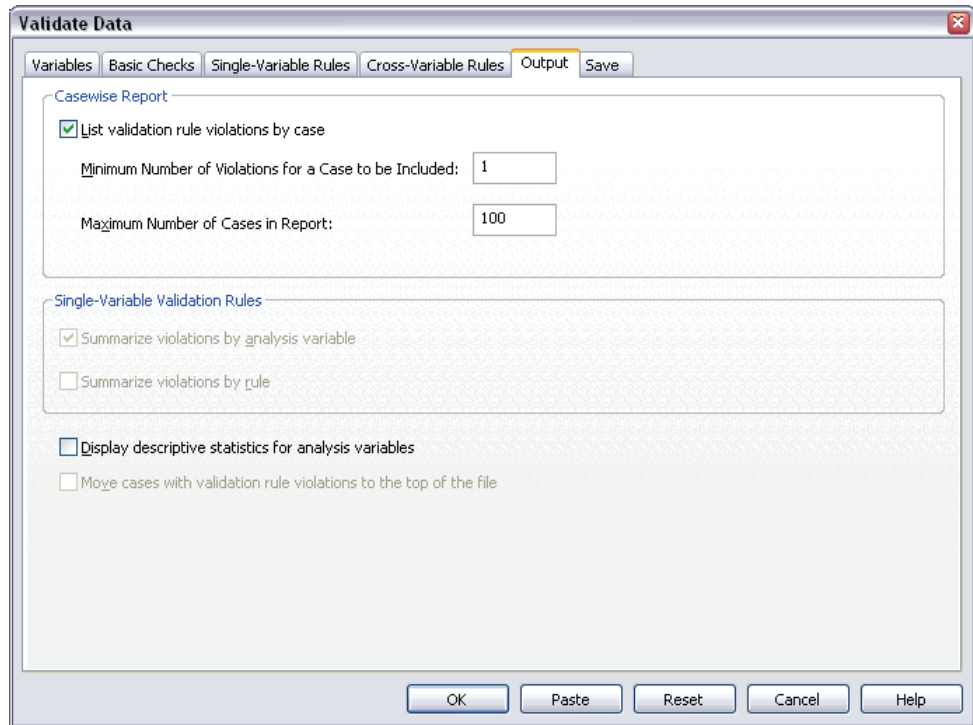 Validate Data
Variables Basic Checks Single-Variable Rules Cross-Variable Rules Output Save
Casewise Report
List validation rule violations by case
Minimum Number of Violations for a Case to be Included: 1
Maximum Number of Cases in Report: 100
Single-Variable Validation Rules
Summarize violations by analysis variable
Summarize violations by rule
Display descriptive statistics for analysis variables
Move cases with validation rule violations to the top of the file
OK Paste Reset Cancel Help